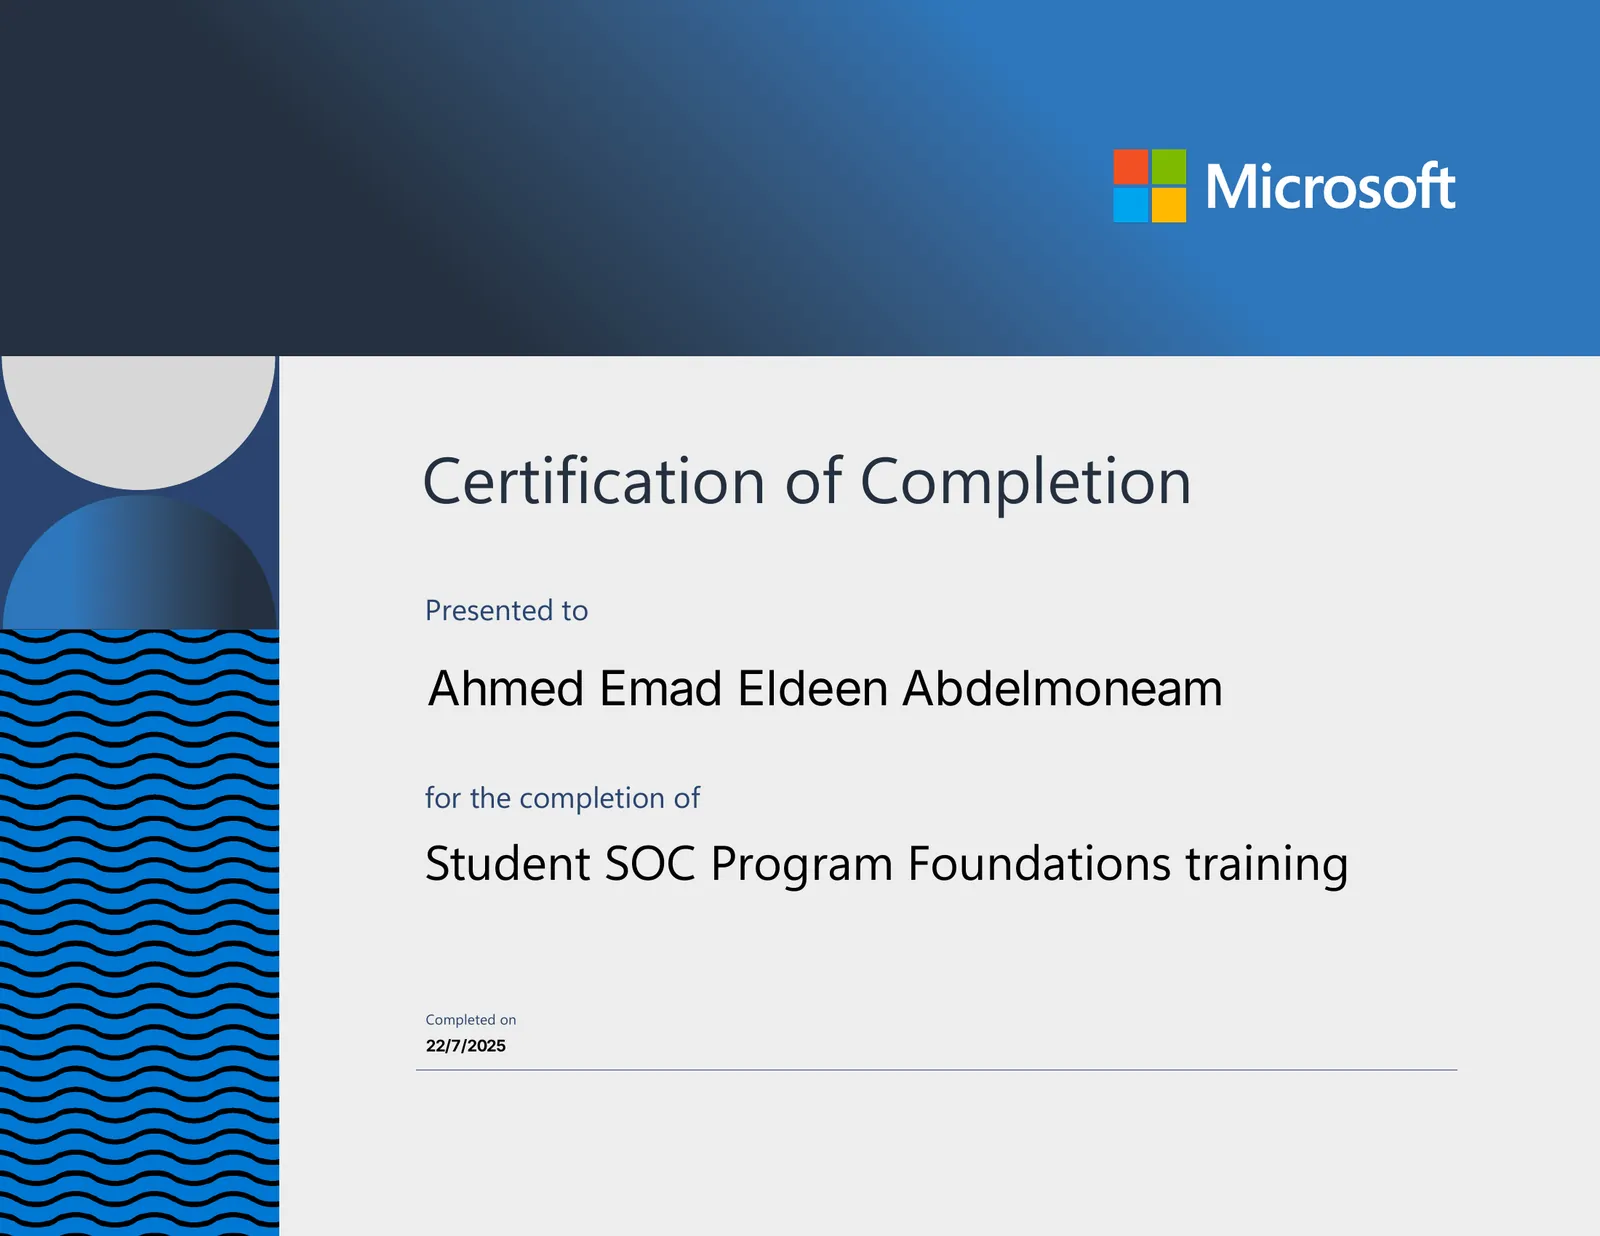 Microsoft
Certification of Completion
Presented to
Ahmed Emad Eldeen Abdelmoneam
for the completion of
Student SOC Program Foundations training
Completed on
22/7/2025